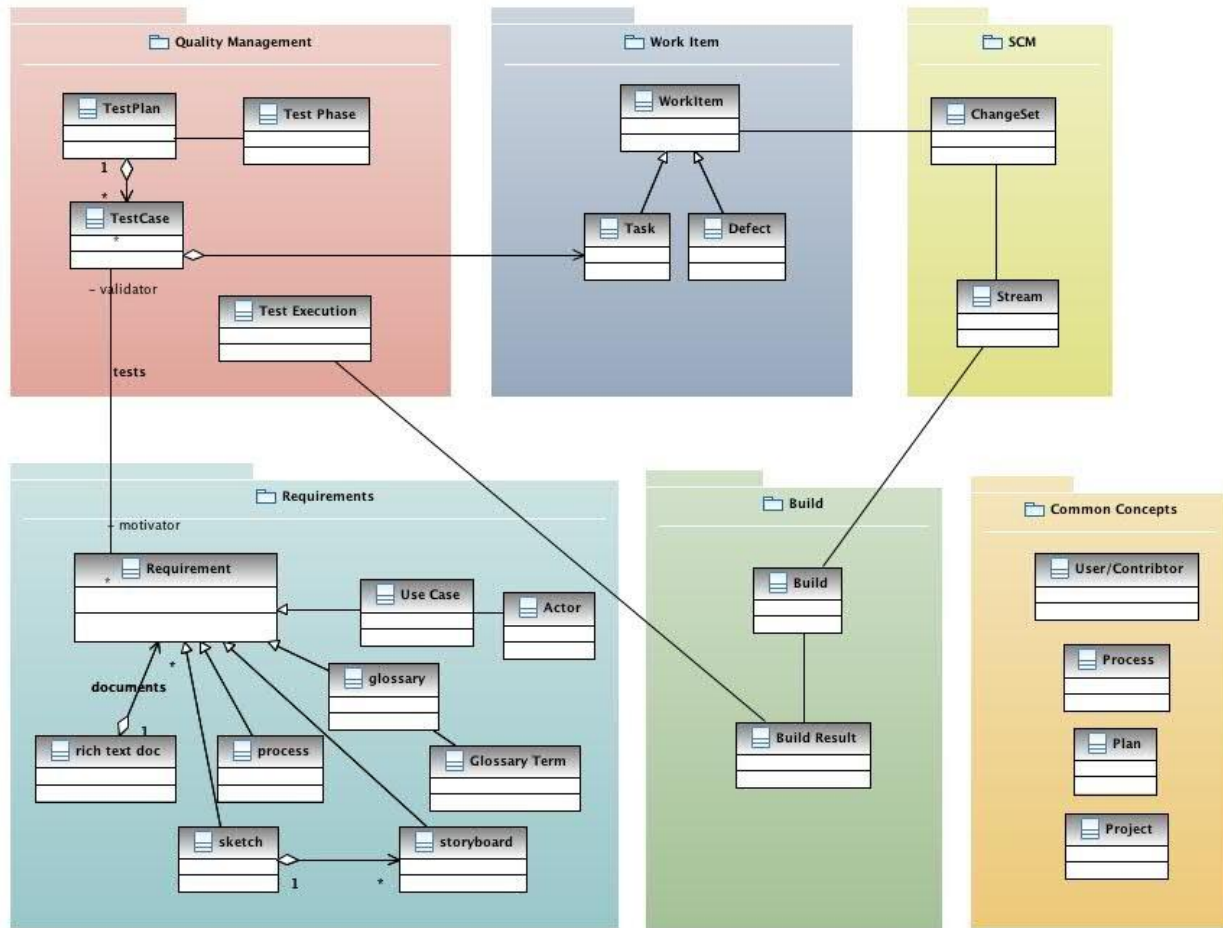 Quality Management
TestPlan
Test Phase
1
*
TestCase
*
- validator
Test Execution
tests
Work Item
WorkItem
Task
Defect
SCM
ChangeSet
Stream
Requirements
- motivator
Requirement
*
Use Case
Actor
*
documents
1
glossary
rich text doc
process
Glossary Term
sketch
storyboard
1
*
Build
Build
Build Result
Common Concepts
User/Contribtor
Process
Plan
Project